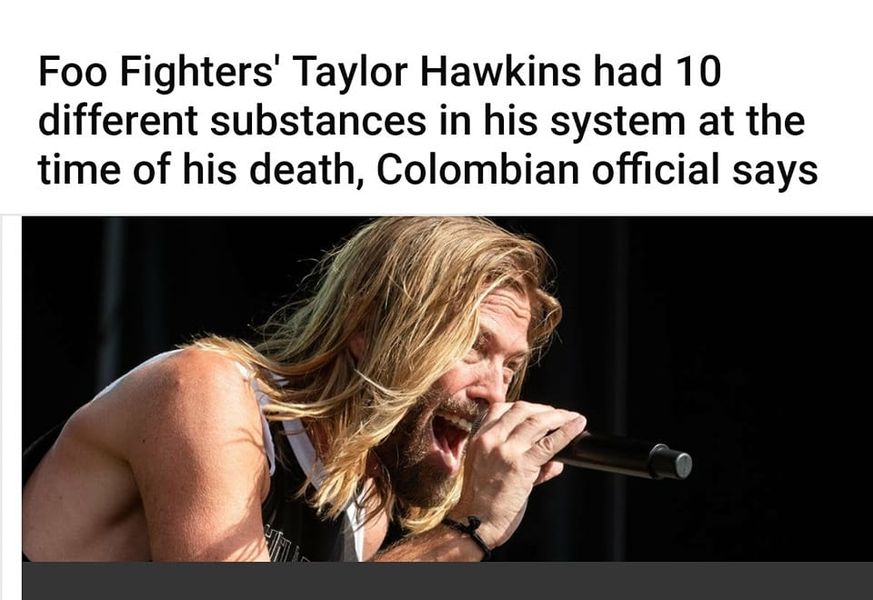 Foo Fighters' Taylor Hawkins had 10
different substances in his system at the
time of his death, Colombian official says